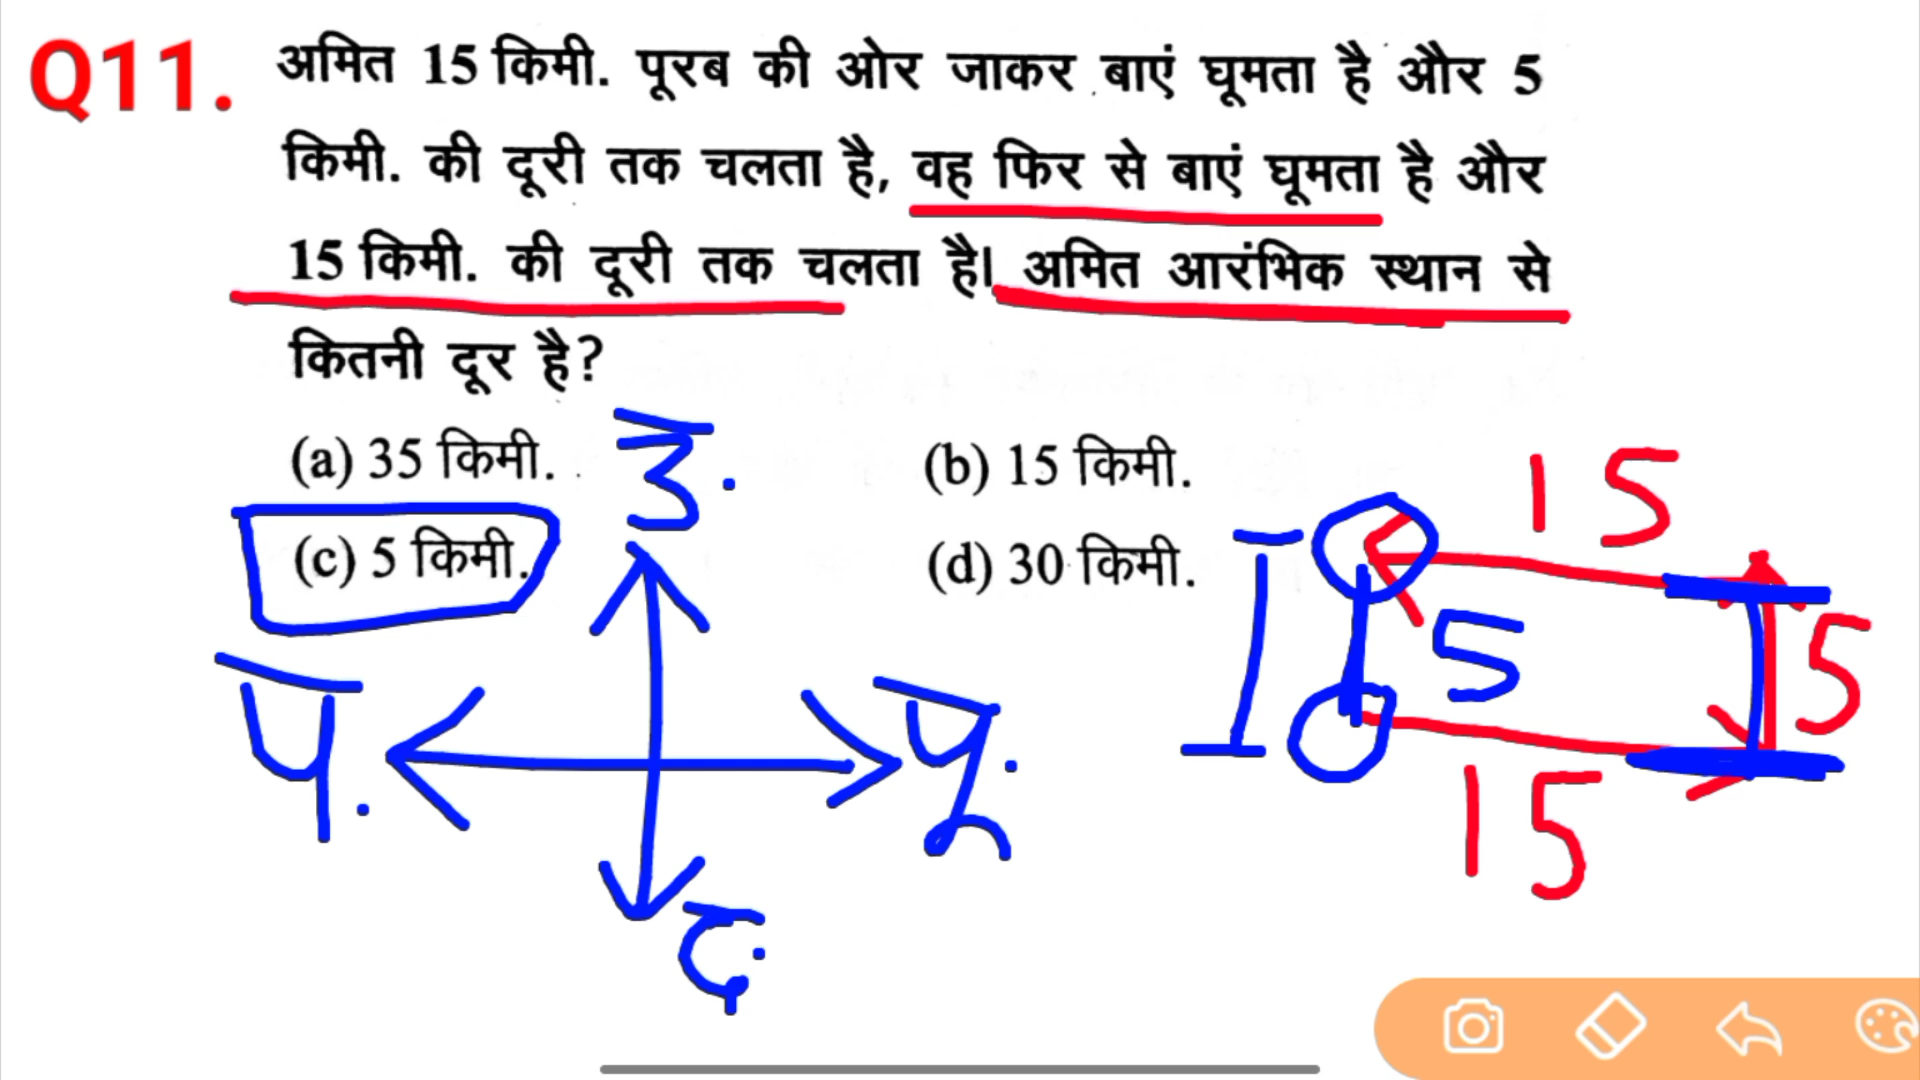 Q11. अमित 15 किमी. पूरब की ओर जाकर बाएं घूमता है और 5
किमी. की दूरी तक चलता है, वह फिर से बाएं घूमता है और
15 किमी. की दूरी तक चलता है। अमित आरंभिक स्थान से
कितनी दूर है?
(a) 35 किमी. (b) 15 किमी.
(c) 5 किमी. (d) 30 किमी.
उ.
प. पू.
द.
15
5 5
15